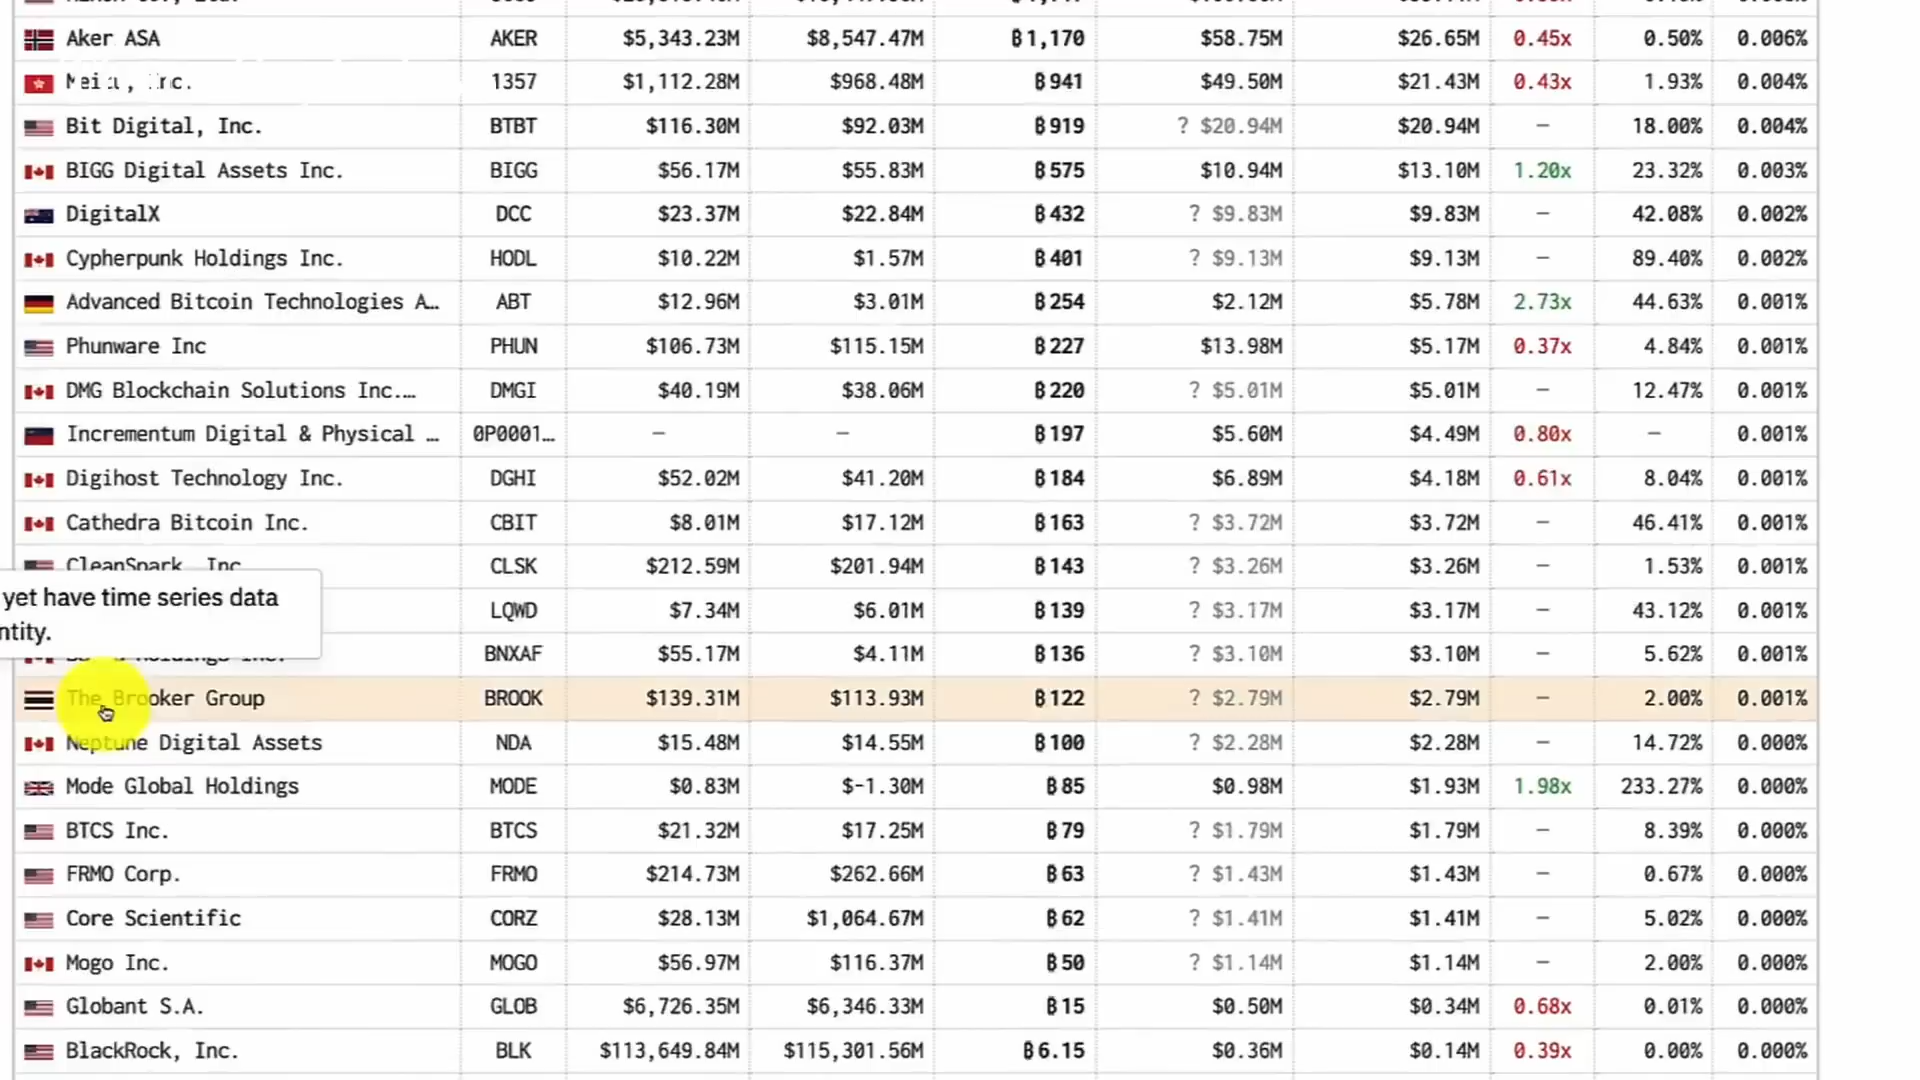 Aker ASA AKER $5,343.23M $8,547.47M ₿1,170 $58.75M $26.65M 0.45x 0.50% 0.006%
Meitu, Inc. 1357 $1,112.28M $968.48M ₿941 $49.50M $21.43M 0.43x 1.93% 0.004%
Bit Digital, Inc. BTBT $116.30M $92.03M ₿919 ? $20.94M $20.94M – 18.00% 0.004%
BIGG Digital Assets Inc. BIGG $56.17M $55.83M ₿575 $10.94M $13.10M 1.20x 23.32% 0.003%
DigitalX DCC $23.37M $22.84M ₿432 ? $9.83M $9.83M – 42.08% 0.002%
Cypherpunk Holdings Inc. HODL $10.22M $1.57M ₿401 ? $9.13M $9.13M – 89.40% 0.002%
Advanced Bitcoin Technologies A… ABT $12.96M $3.01M ₿254 $2.12M $5.78M 2.73x 44.63% 0.001%
Phunware Inc PHUN $106.73M $115.15M ₿227 $13.98M $5.17M 0.37x 4.84% 0.001%
DMG Blockchain Solutions Inc.… DMGI $40.19M $38.06M ₿220 ? $5.01M $5.01M – 12.47% 0.001%
Incrementum Digital & Physical … 0P0001… – – ₿197 $5.60M $4.49M 0.80x – 0.001%
Digihost Technology Inc. DGHI $52.02M $41.20M ₿184 $6.89M $4.18M 0.61x 8.04% 0.001%
Cathedra Bitcoin Inc. CBIT $8.01M $17.12M ₿163 ? $3.72M $3.72M – 46.41% 0.001%
CleanSpark, Inc. CLSK $212.59M $201.94M ₿143 ? $3.26M $3.26M – 1.53% 0.001%
yet have time series data
ntity.
LQWD $7.34M $6.01M ₿139 ? $3.17M $3.17M – 43.12% 0.001%
Holdings Inc. BNXAF $55.17M $4.11M ₿136 ? $3.10M $3.10M – 5.62% 0.001%
The Brooker Group BROOK $139.31M $113.93M ₿122 ? $2.79M $2.79M – 2.00% 0.001%
Neptune Digital Assets NDA $15.48M $14.55M ₿100 ? $2.28M $2.28M – 14.72% 0.000%
Mode Global Holdings MODE $0.83M $-1.30M ₿85 $0.98M $1.93M 1.98x 233.27% 0.000%
BTCS Inc. BTCS $21.32M $17.25M ₿79 ? $1.79M $1.79M – 8.39% 0.000%
FRMO Corp. FRMO $214.73M $262.66M ₿63 ? $1.43M $1.43M – 0.67% 0.000%
Core Scientific CORZ $28.13M $1,064.67M ₿62 ? $1.41M $1.41M – 5.02% 0.000%
Mogo Inc. MOGO $56.97M $116.37M ₿50 ? $1.14M $1.14M – 2.00% 0.000%
Globant S.A. GLOB $6,726.35M $6,346.33M ₿15 $0.50M $0.34M 0.68x 0.01% 0.000%
BlackRock, Inc. BLK $113,649.84M $115,301.56M ₿6.15 $0.36M $0.14M 0.39x 0.00% 0.000%